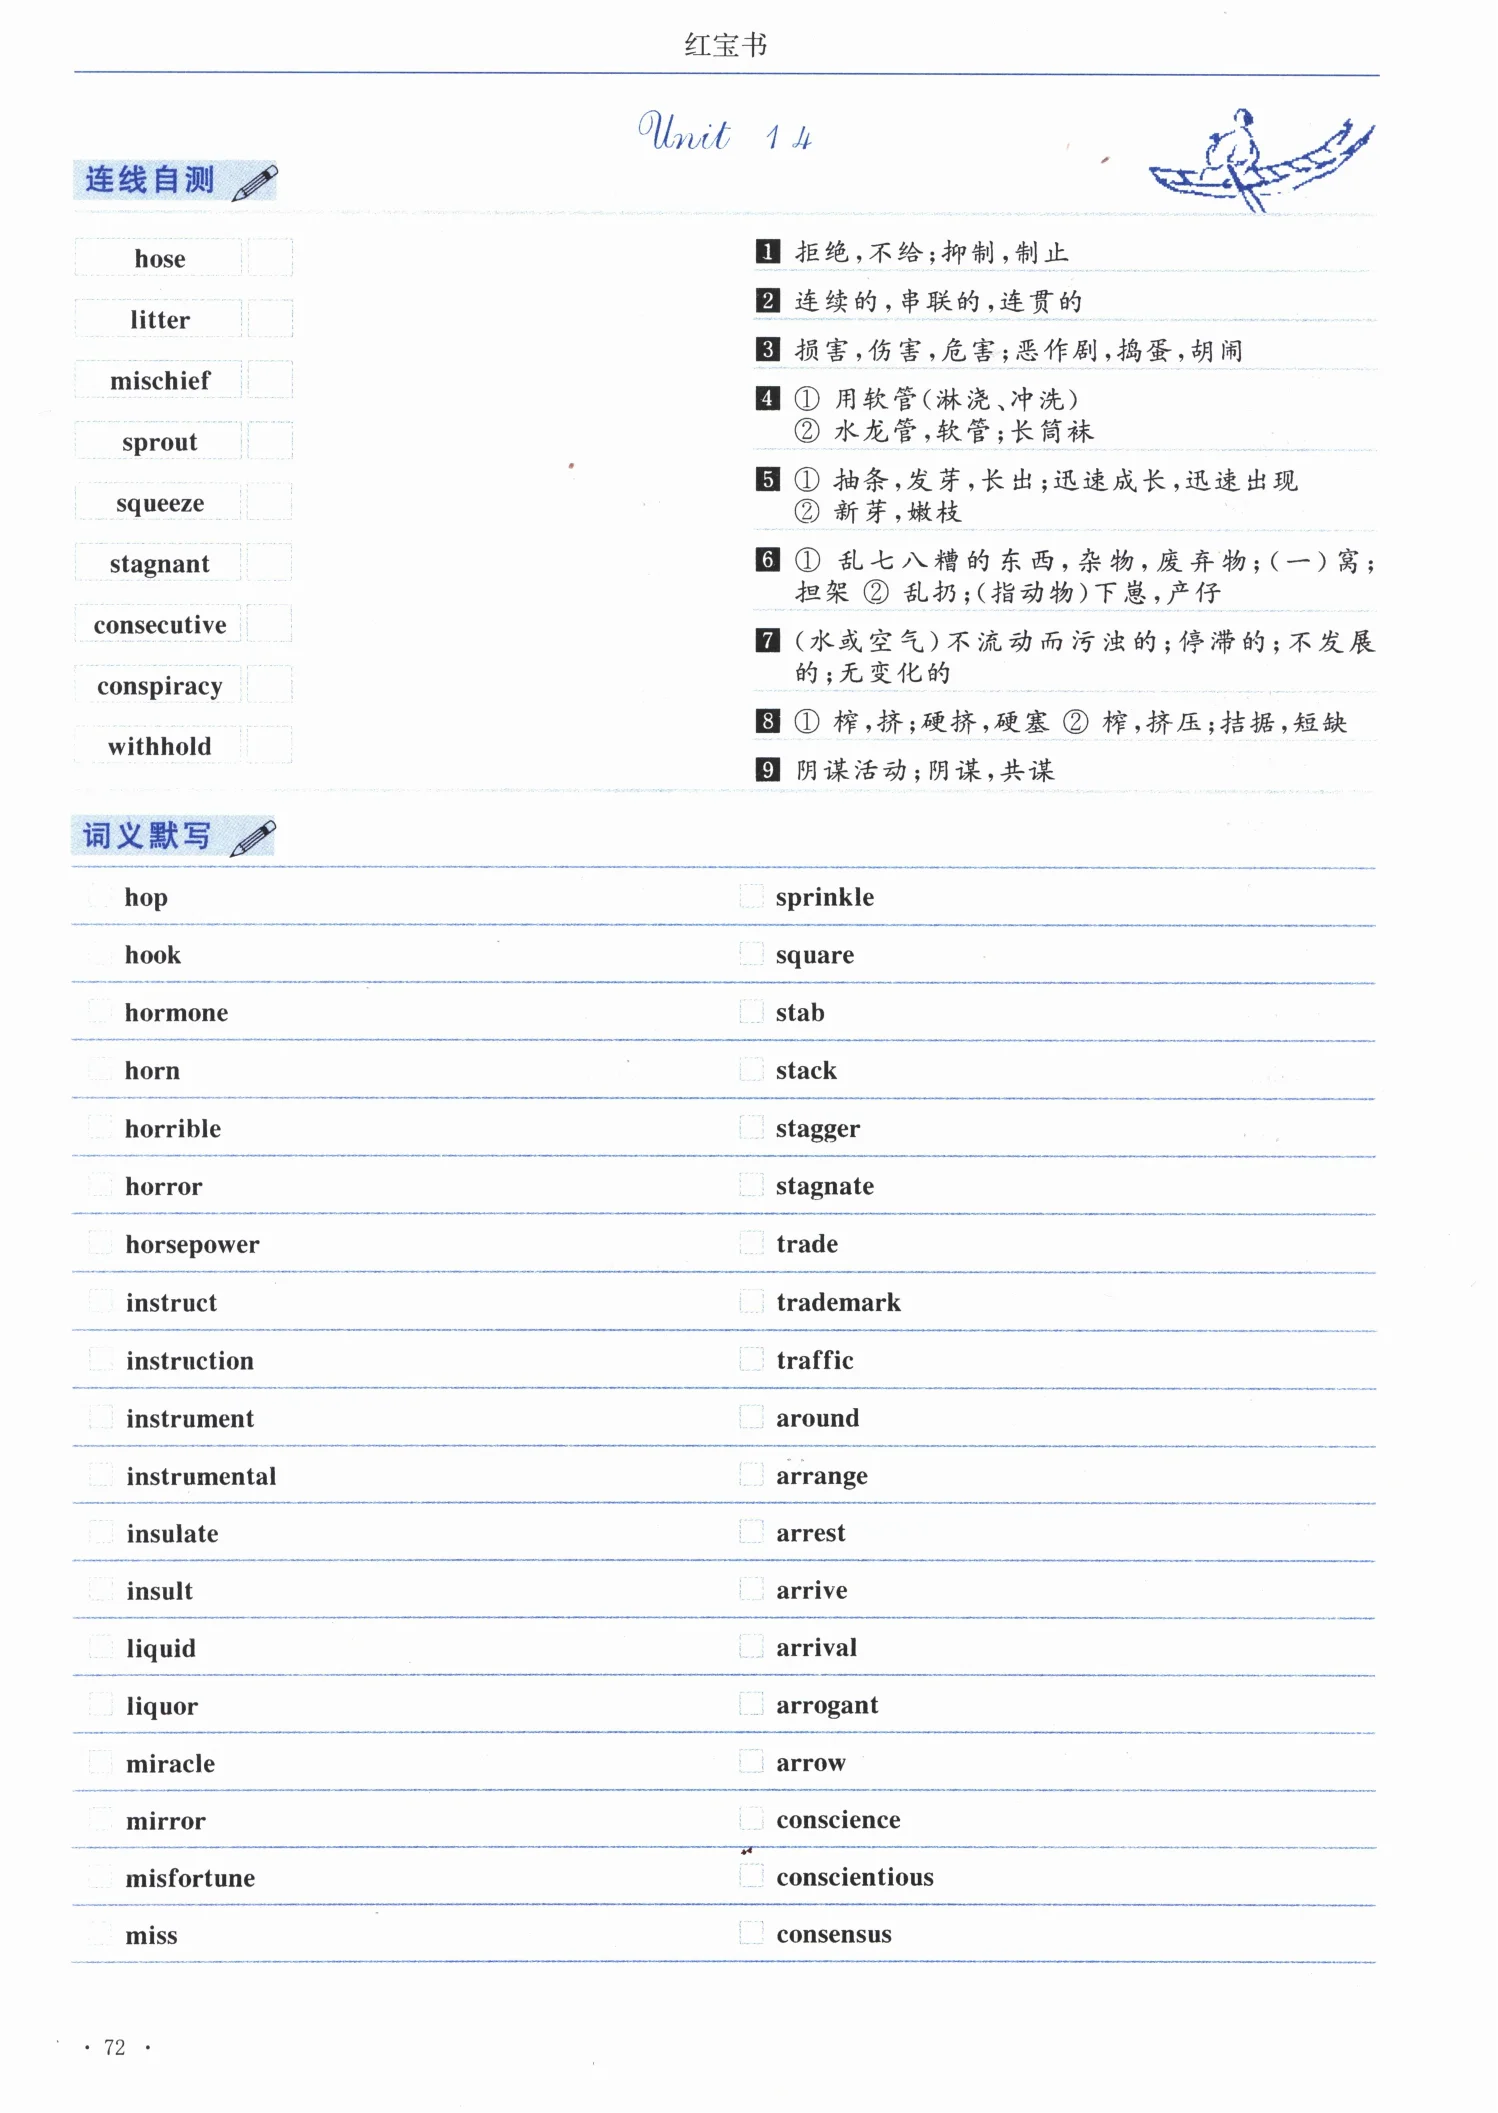 红宝书
Unit 14
连线自测
hose
litter
mischief
sprout
squeeze
stagnant
consecutive
conspiracy
withhold
1 拒绝,不给;抑制,制止
2 连续的,串联的,连贯的
3 损害,伤害,危害;恶作剧,捣蛋,胡闹
4 ① 用软管(淋浇、冲洗)
② 水龙管,软管;长筒袜
5 ① 抽条,发芽,长出;迅速成长,迅速出现
② 新芽,嫩枝
6 ① 乱七八糟的东西,杂物,废弃物;(一)窝;
担架 ② 乱扔;(指动物)下崽,产仔
7 (水或空气)不流动而污浊的;停滞的;不发展
的;无变化的
8 ① 榨,挤;硬挤,硬塞 ② 榨,挤压;拮据,短缺
9 阴谋活动;阴谋,共谋
词义默写
hop
hook
hormone
horn
horrible
horror
horsepower
instruct
instruction
instrument
instrumental
insulate
insult
liquid
liquor
miracle
mirror
misfortune
miss
sprinkle
square
stab
stack
stagger
stagnate
trade
trademark
traffic
around
arrange
arrest
arrive
arrival
arrogant
arrow
conscience
conscientious
consensus
· 72 ·